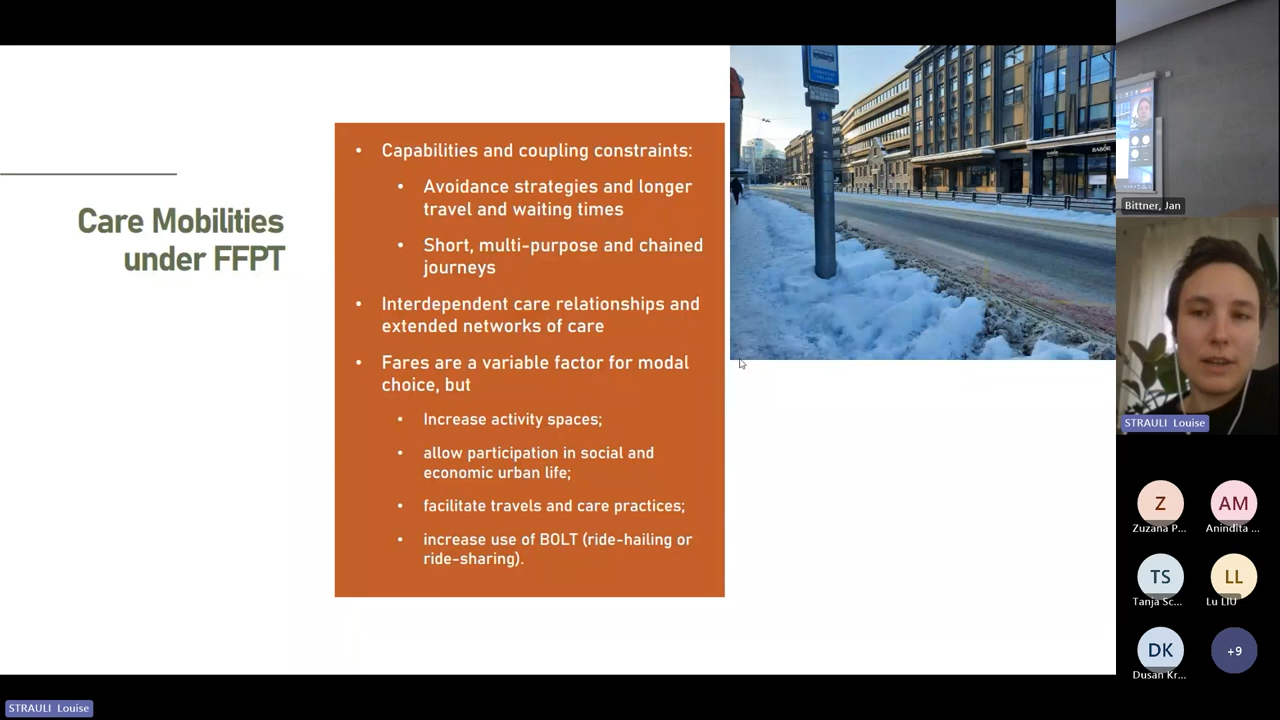 Care Mobilities
under FFPT
• Capabilities and coupling constraints:
• Avoidance strategies and longer
travel and waiting times
• Short, multi-purpose and chained
journeys
• Interdependent care relationships and
extended networks of care
• Fares are a variable factor for modal
choice, but
• Increase activity spaces;
• allow participation in social and
economic urban life;
• facilitate travels and care practices;
• increase use of BOLT (ride-hailing or
ride-sharing).
Bittner, Jan
STRAULI Louise
Z
AM
Zuzana P...
Anindita ...
TS
LL
Tanja Sc...
Lu LIU
DK
+9
Dusan Kr...
STRAULI Louise